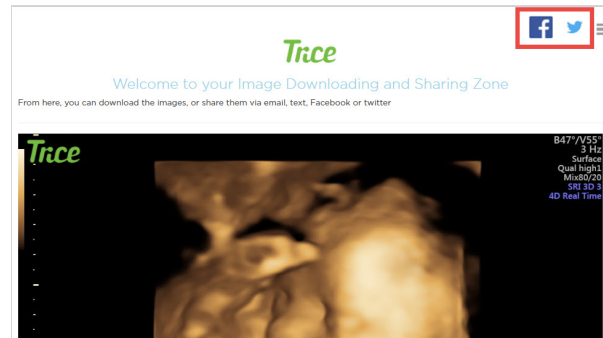 Trice
Welcome to your Image Downloading and Sharing Zone
From here, you can download the images, or share them via email, text, Facebook or twitter
Trice
B47°/V55°
3 Hz
Surface
Qual high1
Mix80/20
SRI 3D 3
4D Real Time